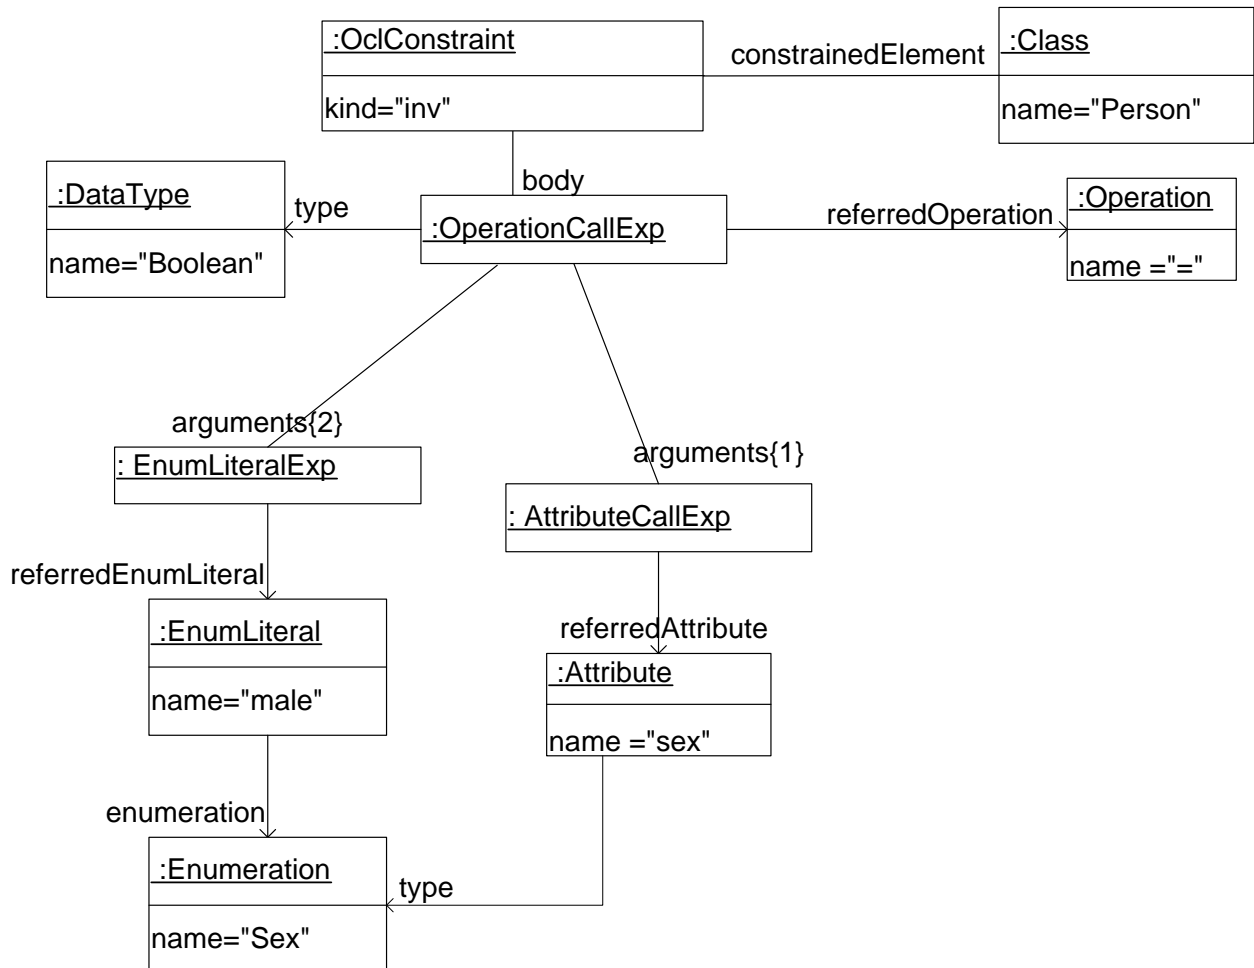 :OclConstraint
kind="inv"
constrainedElement
:Class
name="Person"
body
:DataType
name="Boolean"
type
:OperationCallExp
referredOperation
:Operation
name ="="
arguments{2}
: EnumLiteralExp
arguments{1}
: AttributeCallExp
referredEnumLiteral
:EnumLiteral
name="male"
referredAttribute
:Attribute
name ="sex"
enumeration
:Enumeration
name="Sex"
type